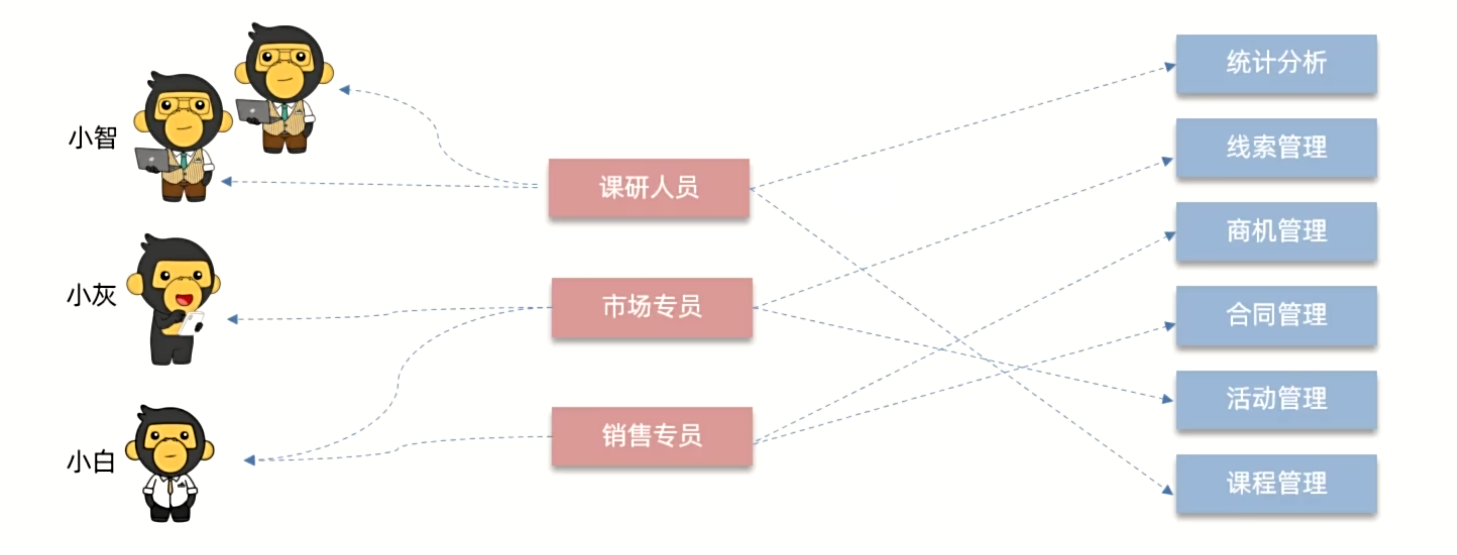 小智
小灰
小白
课研人员
市场专员
销售专员
统计分析
线索管理
商机管理
合同管理
活动管理
课程管理